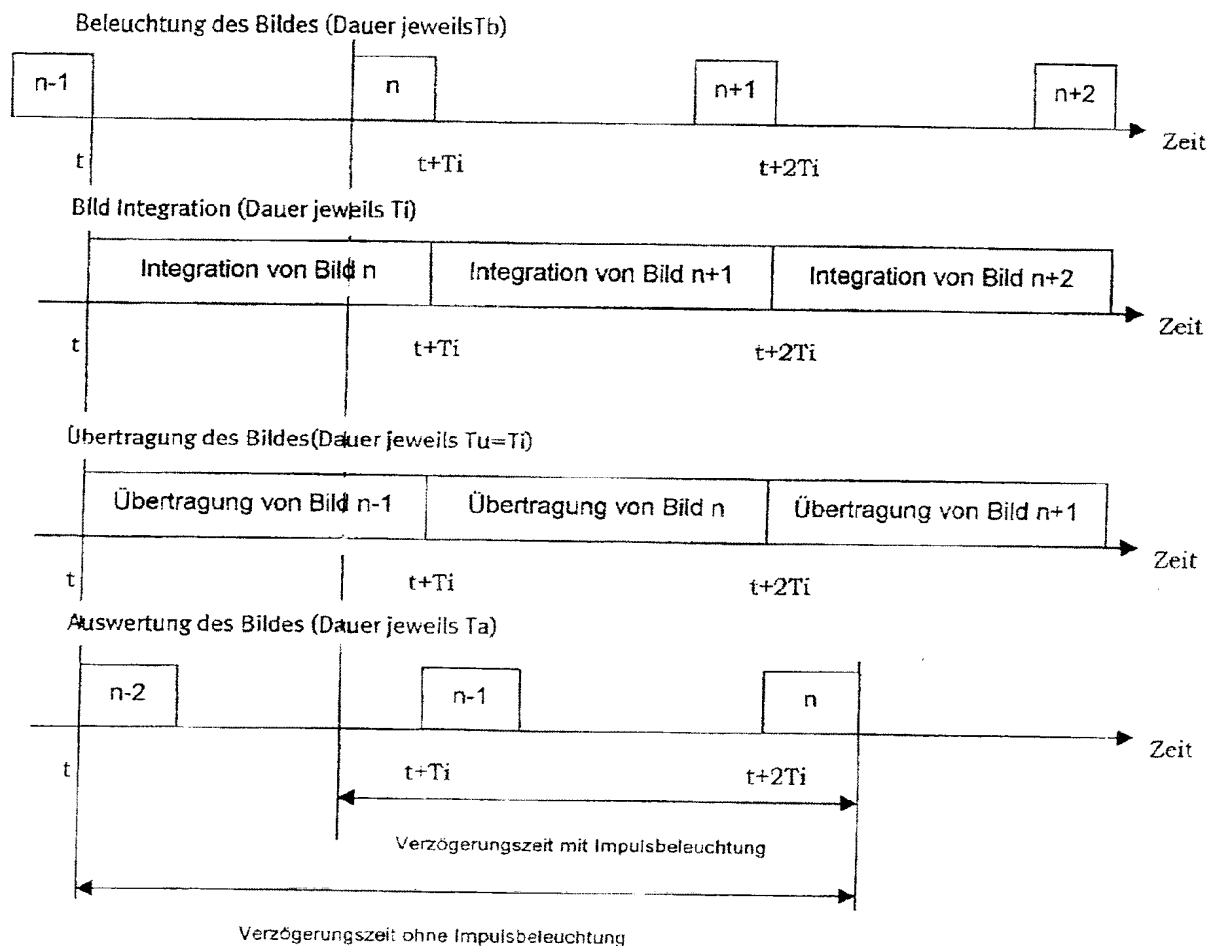 Beleuchtung des Bildes (Dauer jeweilsTb)
n-1 n n+1 n+2
Zeit
t t+Ti t+2Ti
Bild Integration (Dauer jeweils Ti)
Integration von Bild n Integration von Bild n+1 Integration von Bild n+2
Zeit
t t+Ti t+2Ti
Übertragung des Bildes(Dauer jeweils Tu=Ti)
Übertragung von Bild n-1 Übertragung von Bild n Übertragung von Bild n+1
Zeit
t t+Ti t+2Ti
Auswertung des Bildes (Dauer jeweils Ta)
n-2 n-1 n
Zeit
t t+Ti t+2Ti
Verzögerungszeit mit Impulsbeleuchtung
Verzögerungszeit ohne Impulsbeleuchtung